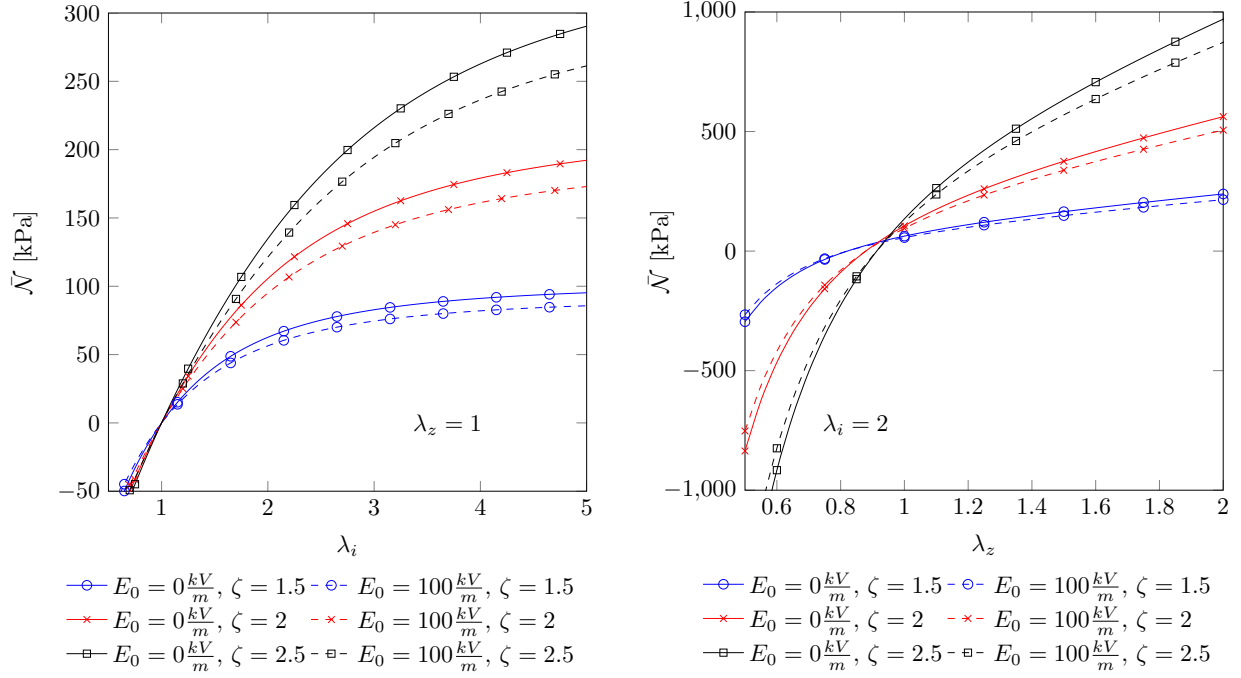 300
250
200
150
100
50
0
−50
1 2 3 4 5
N̄ [kPa]
λ_i
λ_z = 1
E_0 = 0 kV/m, ζ = 1.5 E_0 = 100 kV/m, ζ = 1.5
E_0 = 0 kV/m, ζ = 2 E_0 = 100 kV/m, ζ = 2
E_0 = 0 kV/m, ζ = 2.5 E_0 = 100 kV/m, ζ = 2.5
1,000
500
0
−500
−1,000
0.6 0.8 1 1.2 1.4 1.6 1.8 2
N̄ [kPa]
λ_z
λ_i = 2
E_0 = 0 kV/m, ζ = 1.5 E_0 = 100 kV/m, ζ = 1.5
E_0 = 0 kV/m, ζ = 2 E_0 = 100 kV/m, ζ = 2
E_0 = 0 kV/m, ζ = 2.5 E_0 = 100 kV/m, ζ = 2.5